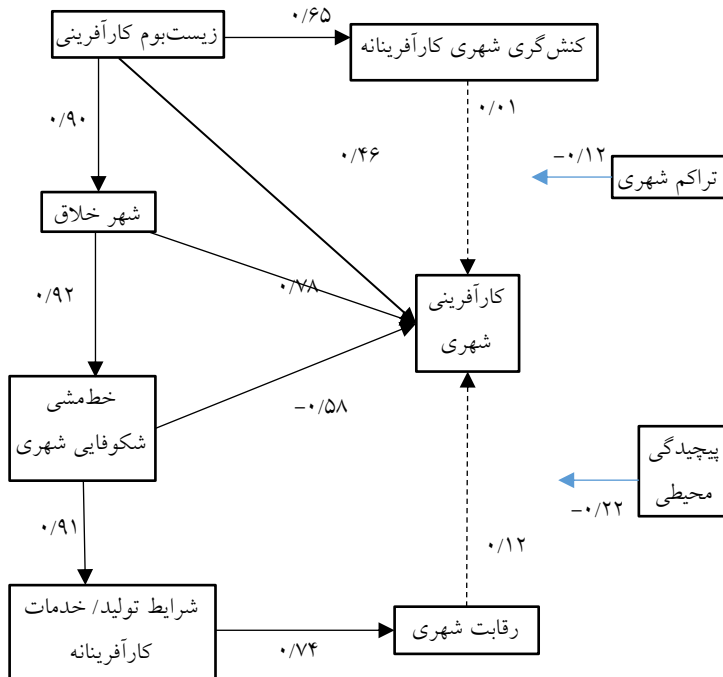 ۰/۶۵
زیست‌بوم کارآفرینی
کنش‌گری شهری کارآفرینانه
۰/۹۰
۰/۰۱
۰/۴۶
−۰/۱۲
تراکم شهری
شهر خلاق
۰/۹۲
۰/۷۸
کارآفرینی
شهری
خط‌مشی
شکوفایی شهری
−۰/۵۸
پیچیدگی
محیطی
−۰/۲۲
۰/۹۱
۰/۱۲
شرایط تولید/ خدمات
کارآفرینانه
رقابت شهری
۰/۷۴